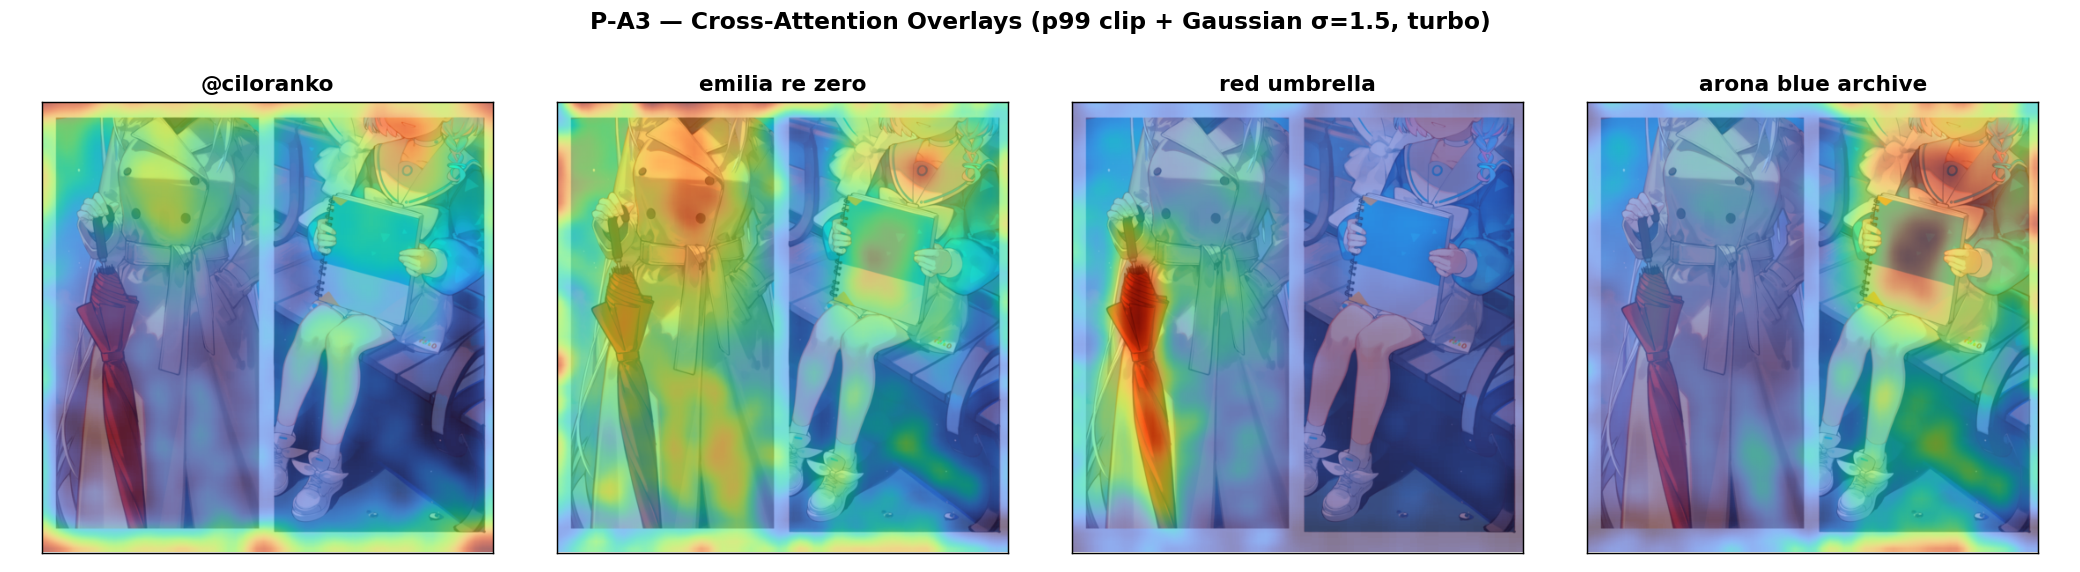 P-A3 — Cross-Attention Overlays (p99 clip + Gaussian σ=1.5, turbo)
@ciloranko
emilia re zero
red umbrella
arona blue archive